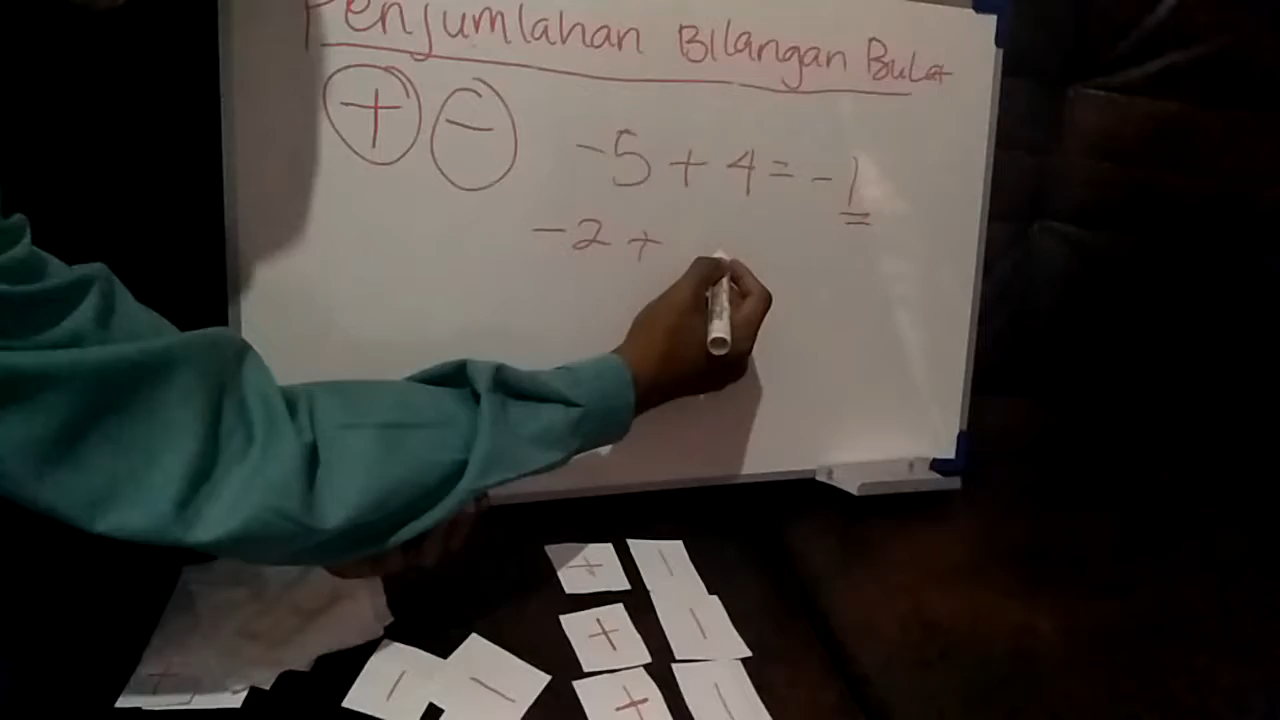 Penjumlahan Bilangan Bulat
+ - -5 + 4 = -1
-2 +
+ -
+ -
+ - - -
+